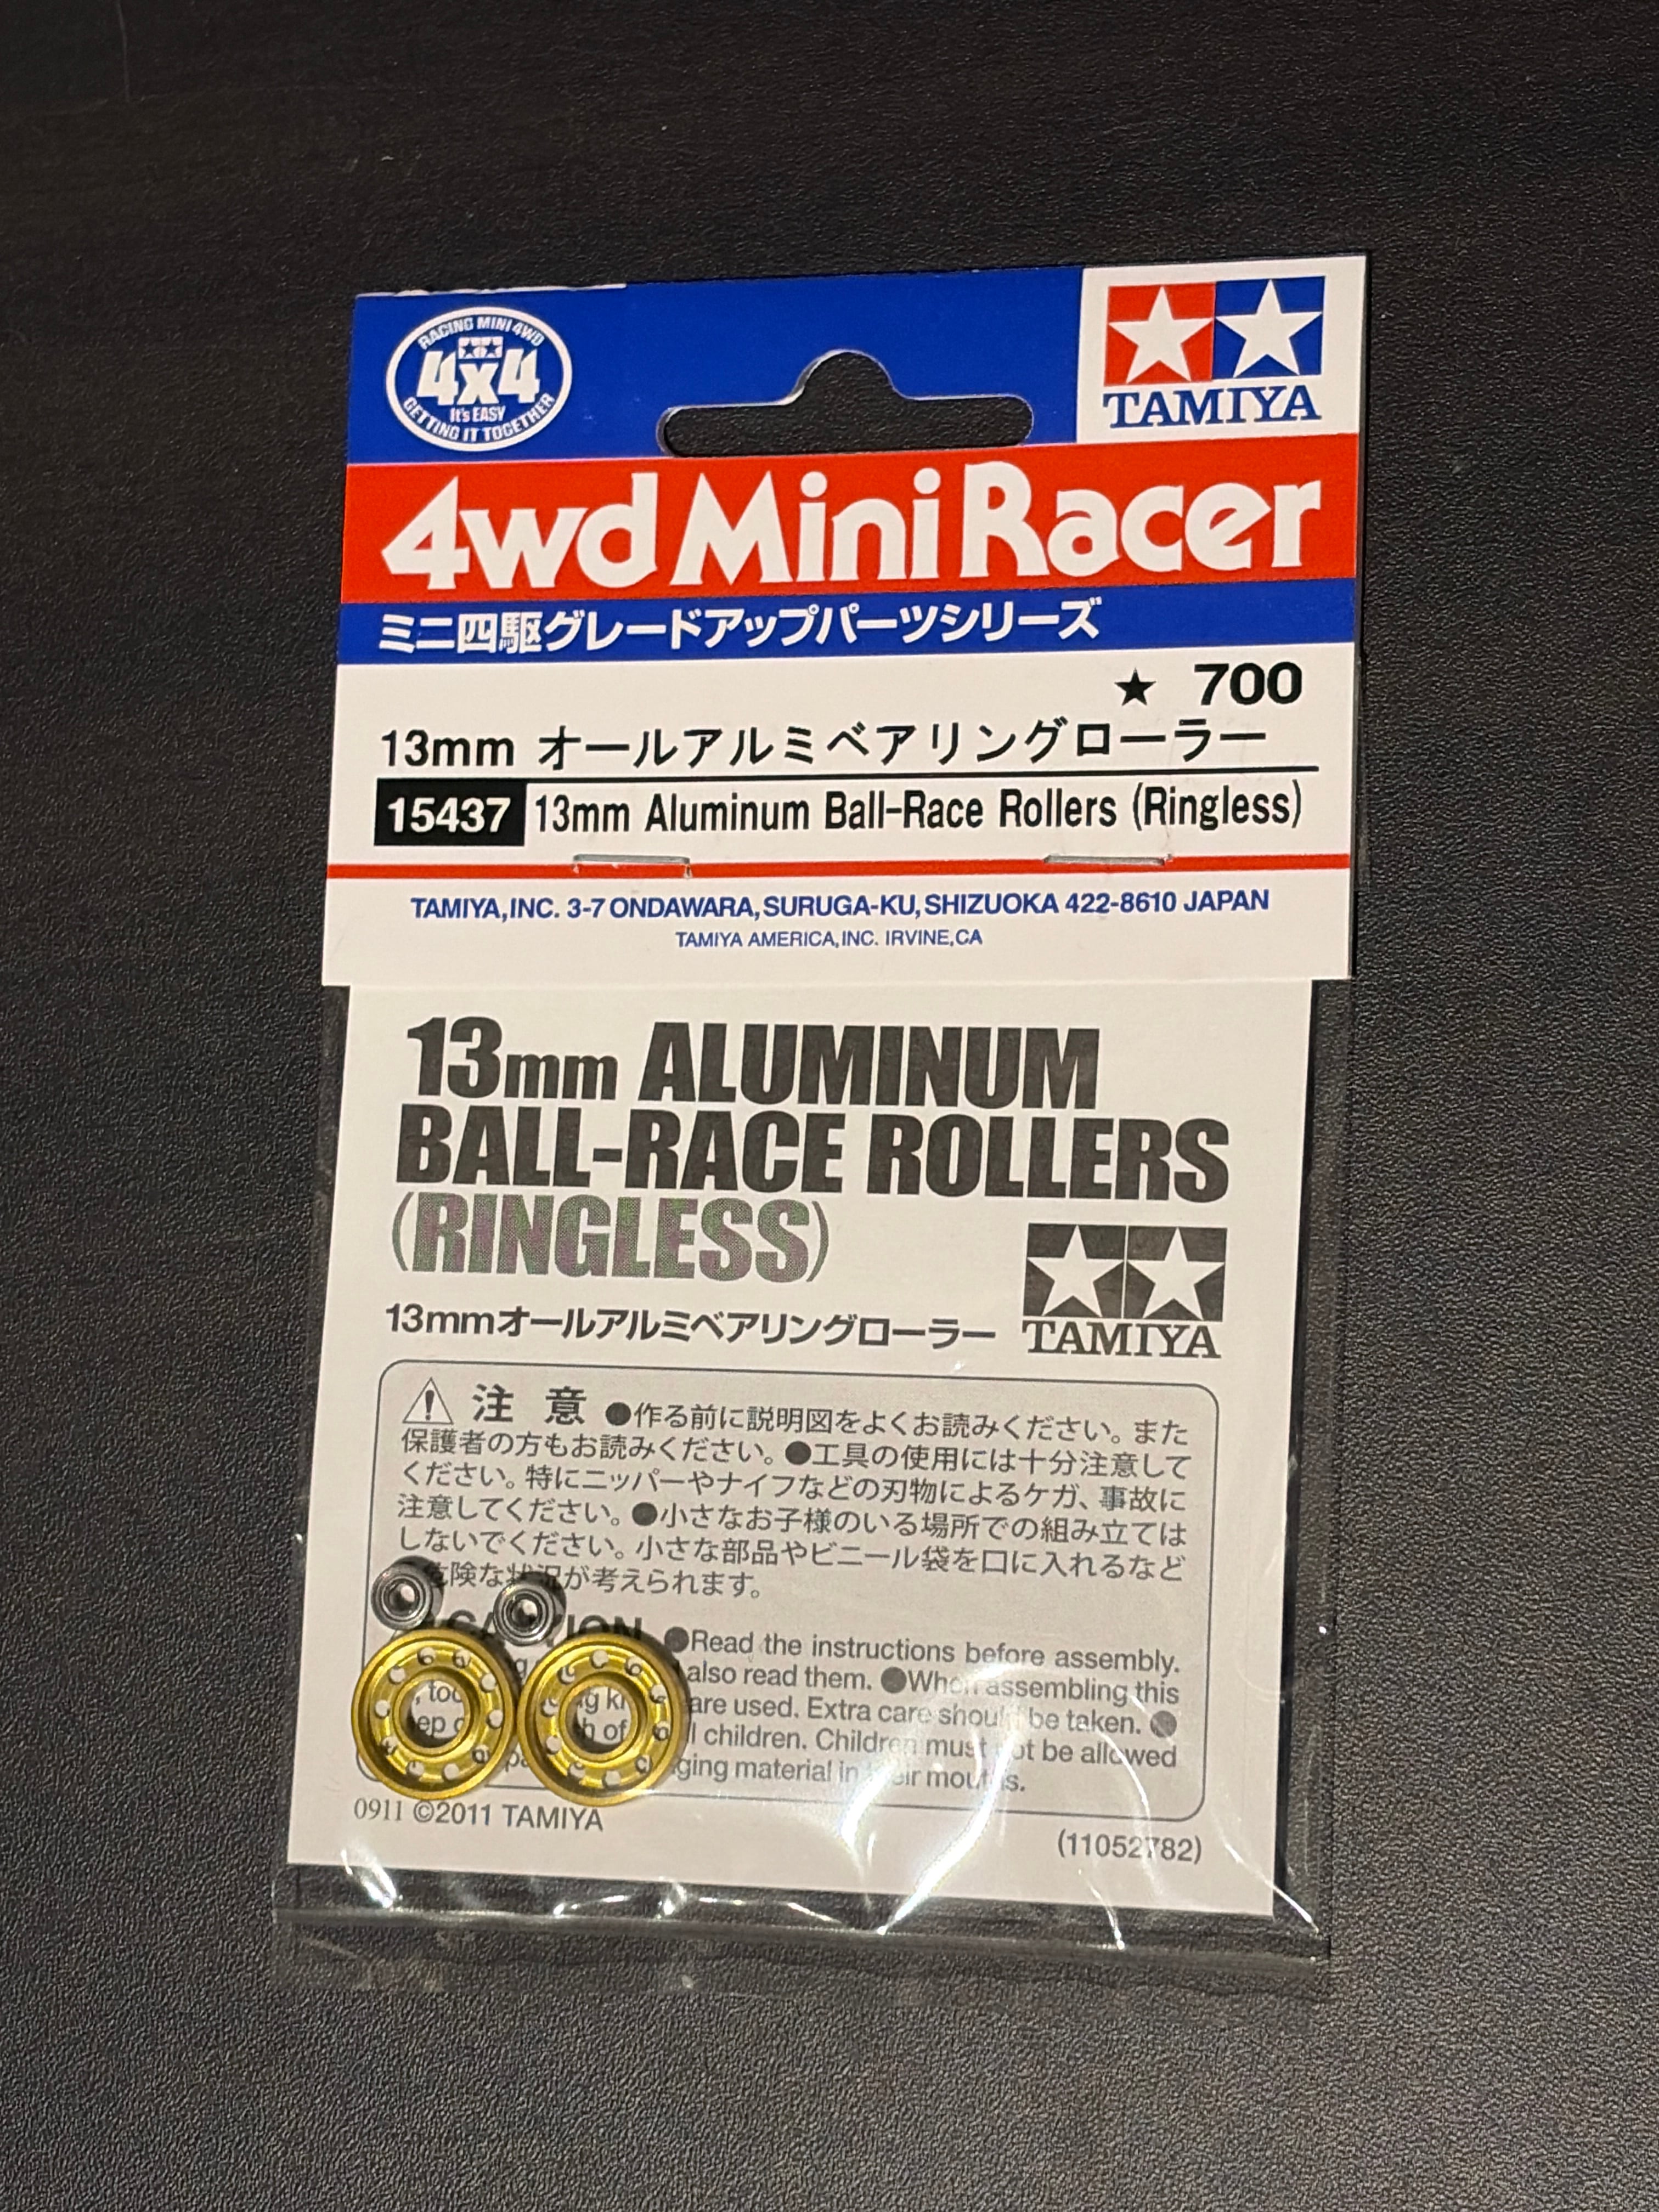 RACING MINI 4WD
4x4
It's EASY
GETTING IT TOGETHER
TAMIYA
4wd Mini Racer
ミニ四駆グレードアップパーツシリーズ
★ 700
13mm オールアルミベアリングローラー
15437 13mm Aluminum Ball-Race Rollers (Ringless)
TAMIYA,INC. 3-7 ONDAWARA, SURUGA-KU, SHIZUOKA 422-8610 JAPAN
TAMIYA AMERICA,INC. IRVINE,CA
13mm ALUMINUM
BALL-RACE ROLLERS
(RINGLESS)
13mmオールアルミベアリングローラー
TAMIYA
注意 ●作る前に説明図をよくお読みください。また
保護者の方もお読みください。●工具の使用には十分注意して
ください。特にニッパーやナイフなどの刃物によるケガ、事故に
注意してください。●小さなお子様のいる場所での組み立ては
しないでください。小さな部品やビニール袋を口に入れるなど
危険な状況が考えられます。
CAUTION ●Read the instructions before assembly.
also read them. ●When assembling this
are used. Extra care should be taken. ●
children. Children must not be allowed
material in their mouths.
0911 ©2011 TAMIYA
(11052782)